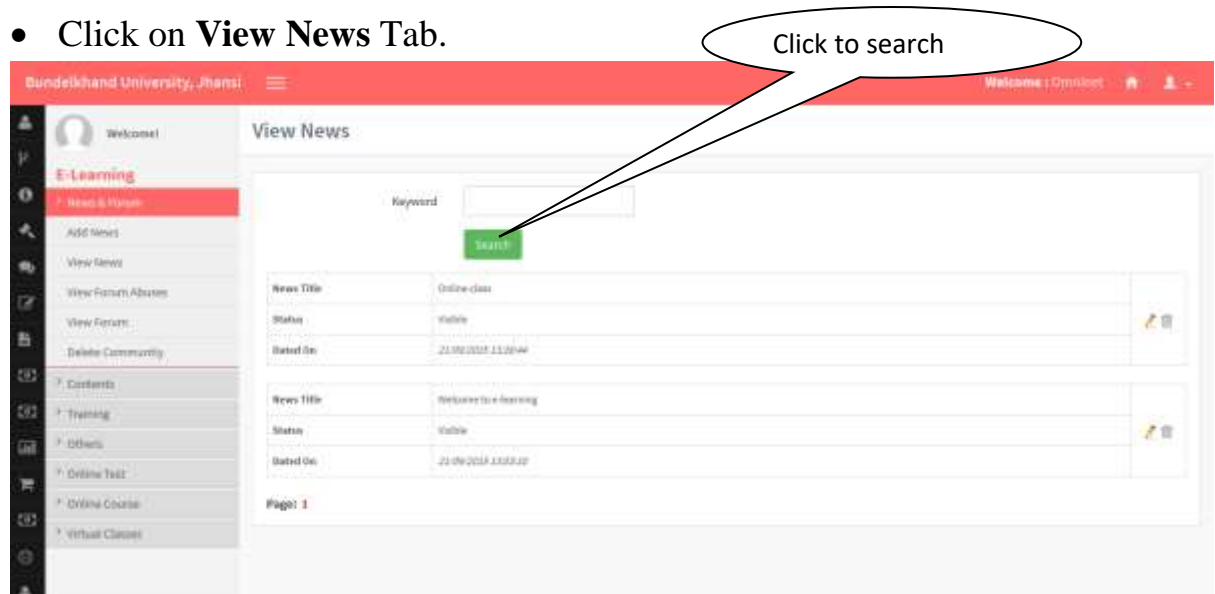 • Click on View News Tab.
Click to search
Bundelkhand University, Jhansi
Welcome : Omninet
Welcome!
View News
E-Learning
News & Forum
Add News
View News
View Forum Abuses
View Forum
Delete Community
Contents
Training
Others
Online Test
Online Course
Virtual Classes
Keyword
Search
News Title Online class
Status Visible
Dated On
News Title Welcome to e-learning
Status Visible
Dated On
Page: 1